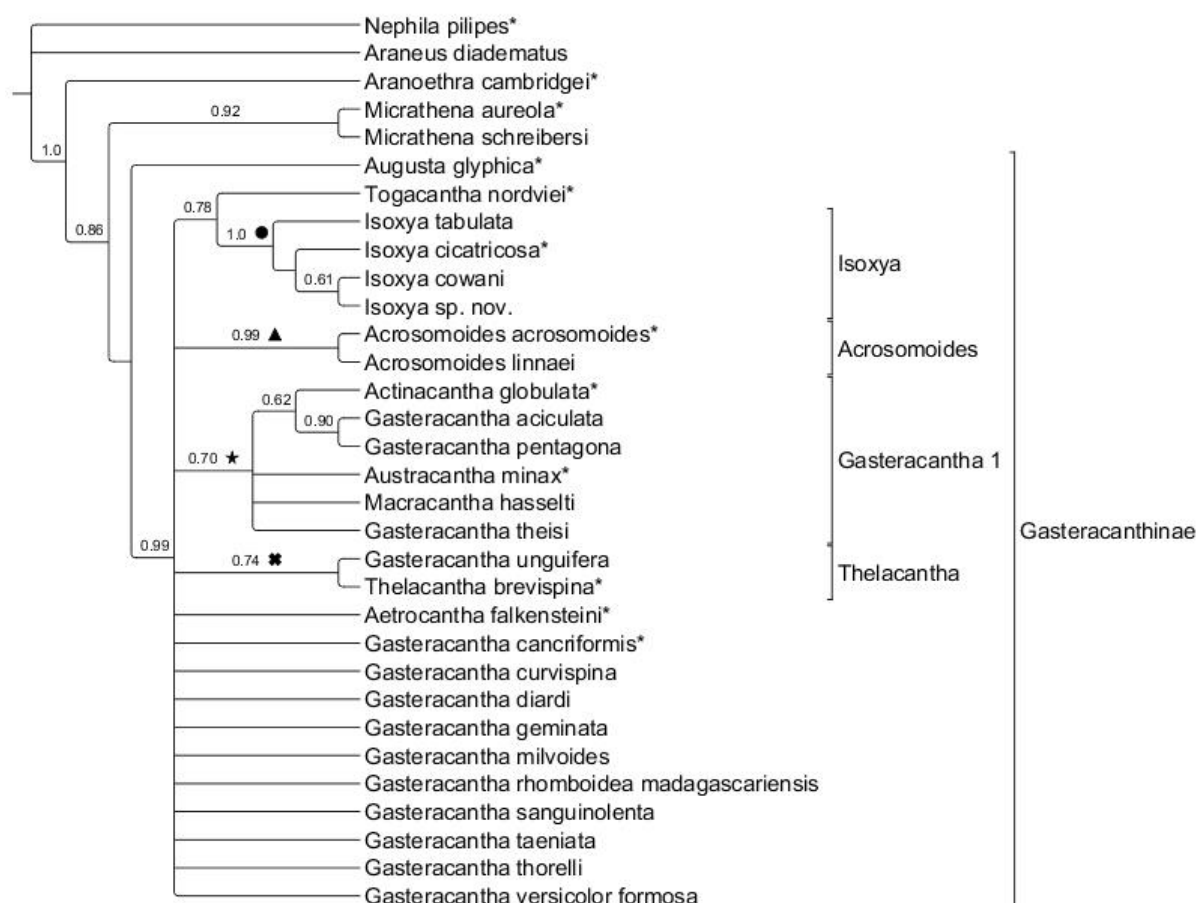 Nephila pilipes*
Araneus diadematus
Aranoethra cambridgei*
0.92
Micrathena aureola*
Micrathena schreibersi
1.0
Augusta glyphica*
Togacantha nordviei*
0.78
Isoxya tabulata
0.86
1.0
Isoxya cicatricosa*
Isoxya
0.61
Isoxya cowani
Isoxya sp. nov.
0.99
Acrosomoides acrosomoides*
Acrosomoides
Acrosomoides linnaei
Actinacantha globulata*
0.62
0.90
Gasteracantha aciculata
Gasteracantha pentagona
0.70
Gasteracantha 1
Austracantha minax*
Macracantha hasselti
Gasteracantha theisi
Gasteracanthinae
0.99
0.74
Gasteracantha unguifera
Thelacantha
Thelacantha brevispina*
Aetrocantha falkensteini*
Gasteracantha cancriformis*
Gasteracantha curvispina
Gasteracantha diardi
Gasteracantha geminata
Gasteracantha milvoides
Gasteracantha rhomboidea madagascariensis
Gasteracantha sanguinolenta
Gasteracantha taeniata
Gasteracantha thorelli
Gasteracantha versicolor formosa